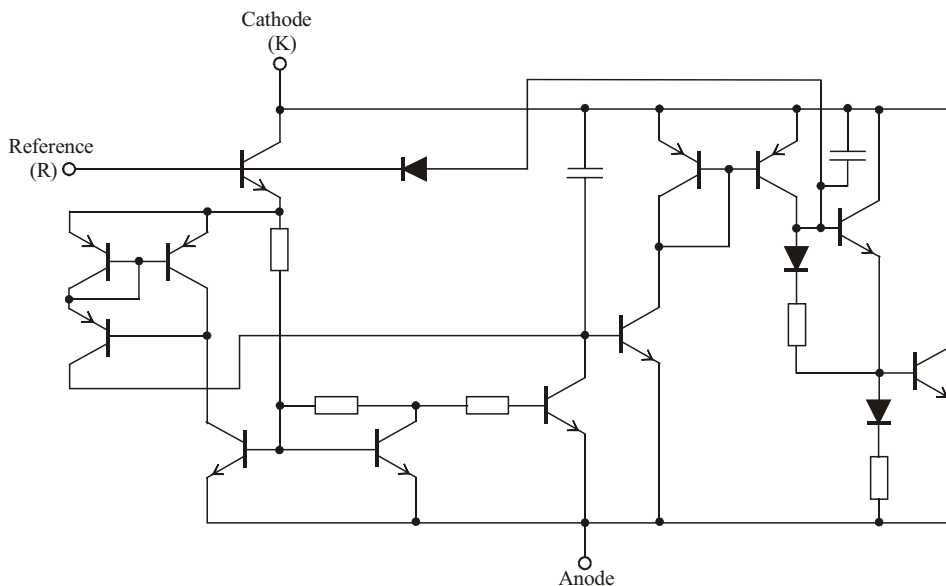 Cathode
(K)
Reference
(R)
Anode